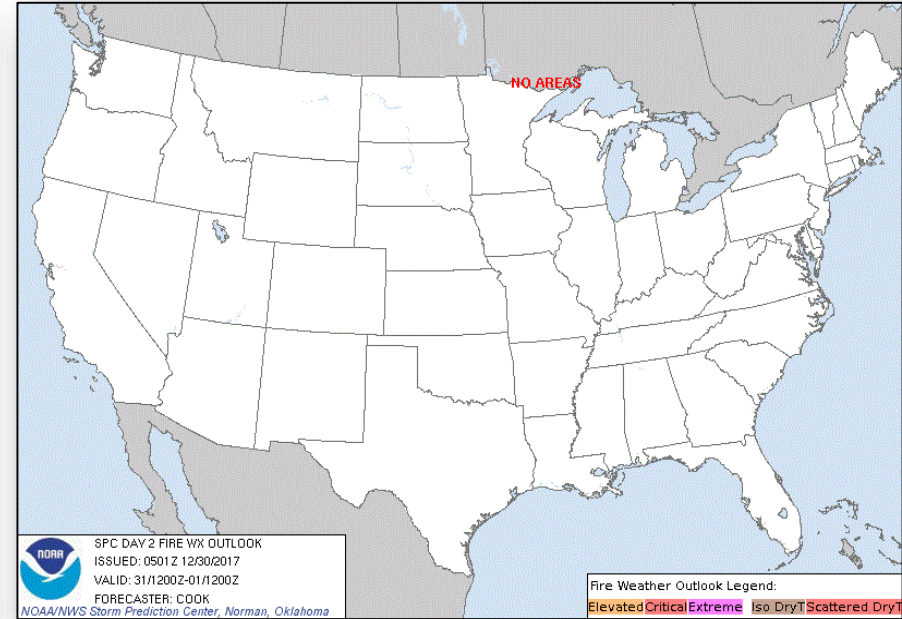 NO AREAS
NOAA
SPC DAY 2 FIRE WX OUTLOOK
ISSUED: 0501Z 12/30/2017
VALID: 31/1200Z-01/1200Z
FORECASTER: COOK
NOAA/NWS Storm Prediction Center, Norman, Oklahoma
Fire Weather Outlook Legend:
Elevated Critical Extreme Iso DryT Scattered DryT